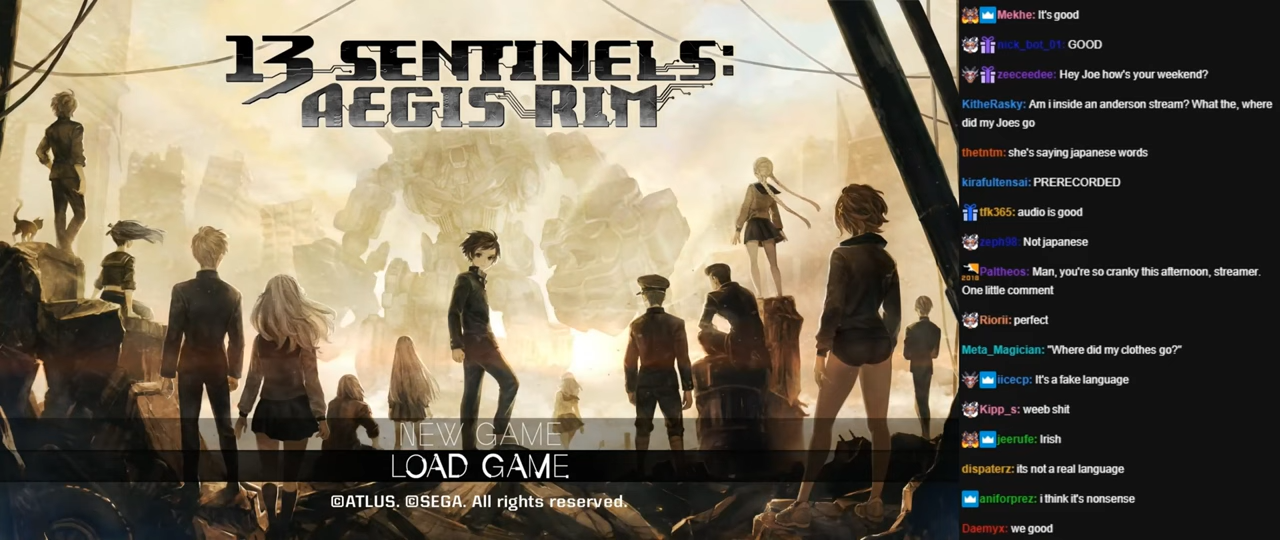 13 SENTINELS:
AEGIS RIM
NEW GAME
LOAD GAME
©ATLUS. ©SEGA. All rights reserved.
Mekhe: It's good
nick_bot_01: GOOD
zeeceedee: Hey Joe how's your weekend?
KitheRasky: Am i inside an anderson stream? What the, where
did my Joes go
thetntm: she's saying japanese words
kirafultensai: PRERECORDED
tfk365: audio is good
zeph98: Not japanese
2018 Paltheos: Man, you're so cranky this afternoon, streamer.
One little comment
Riorii: perfect
Meta_Magician: "Where did my clothes go?"
iicecp: It's a fake language
Kipp_s: weeb shit
jeerufe: Irish
dispaterz: its not a real language
aniforprez: i think it's nonsense
Daemyx: we good